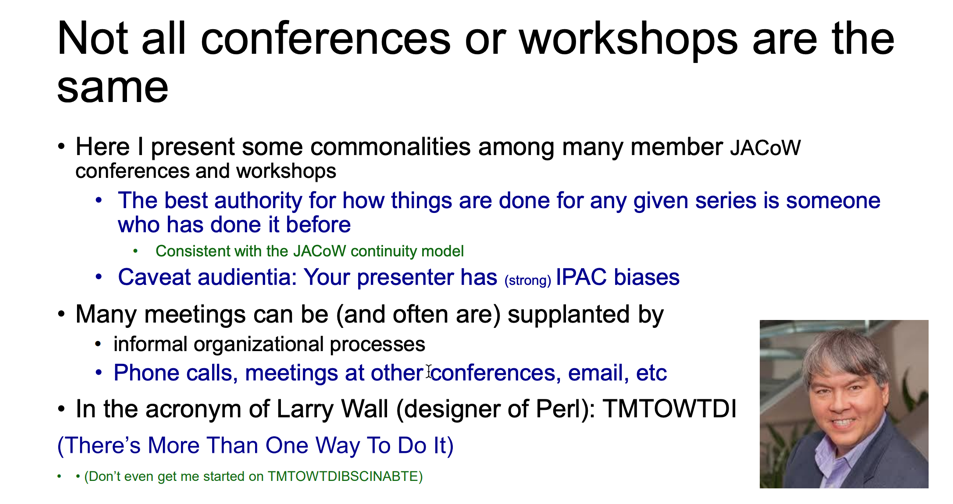 Not all conferences or workshops are the
same
• Here I present some commonalities among many member JACoW
conferences and workshops
• The best authority for how things are done for any given series is someone
who has done it before
• Consistent with the JACoW continuity model
• Caveat audientia: Your presenter has (strong) IPAC biases
• Many meetings can be (and often are) supplanted by
• informal organizational processes
• Phone calls, meetings at other conferences, email, etc
• In the acronym of Larry Wall (designer of Perl): TMTOWTDI
(There’s More Than One Way To Do It)
• • (Don’t even get me started on TMTOWTDIBSCINABTE)